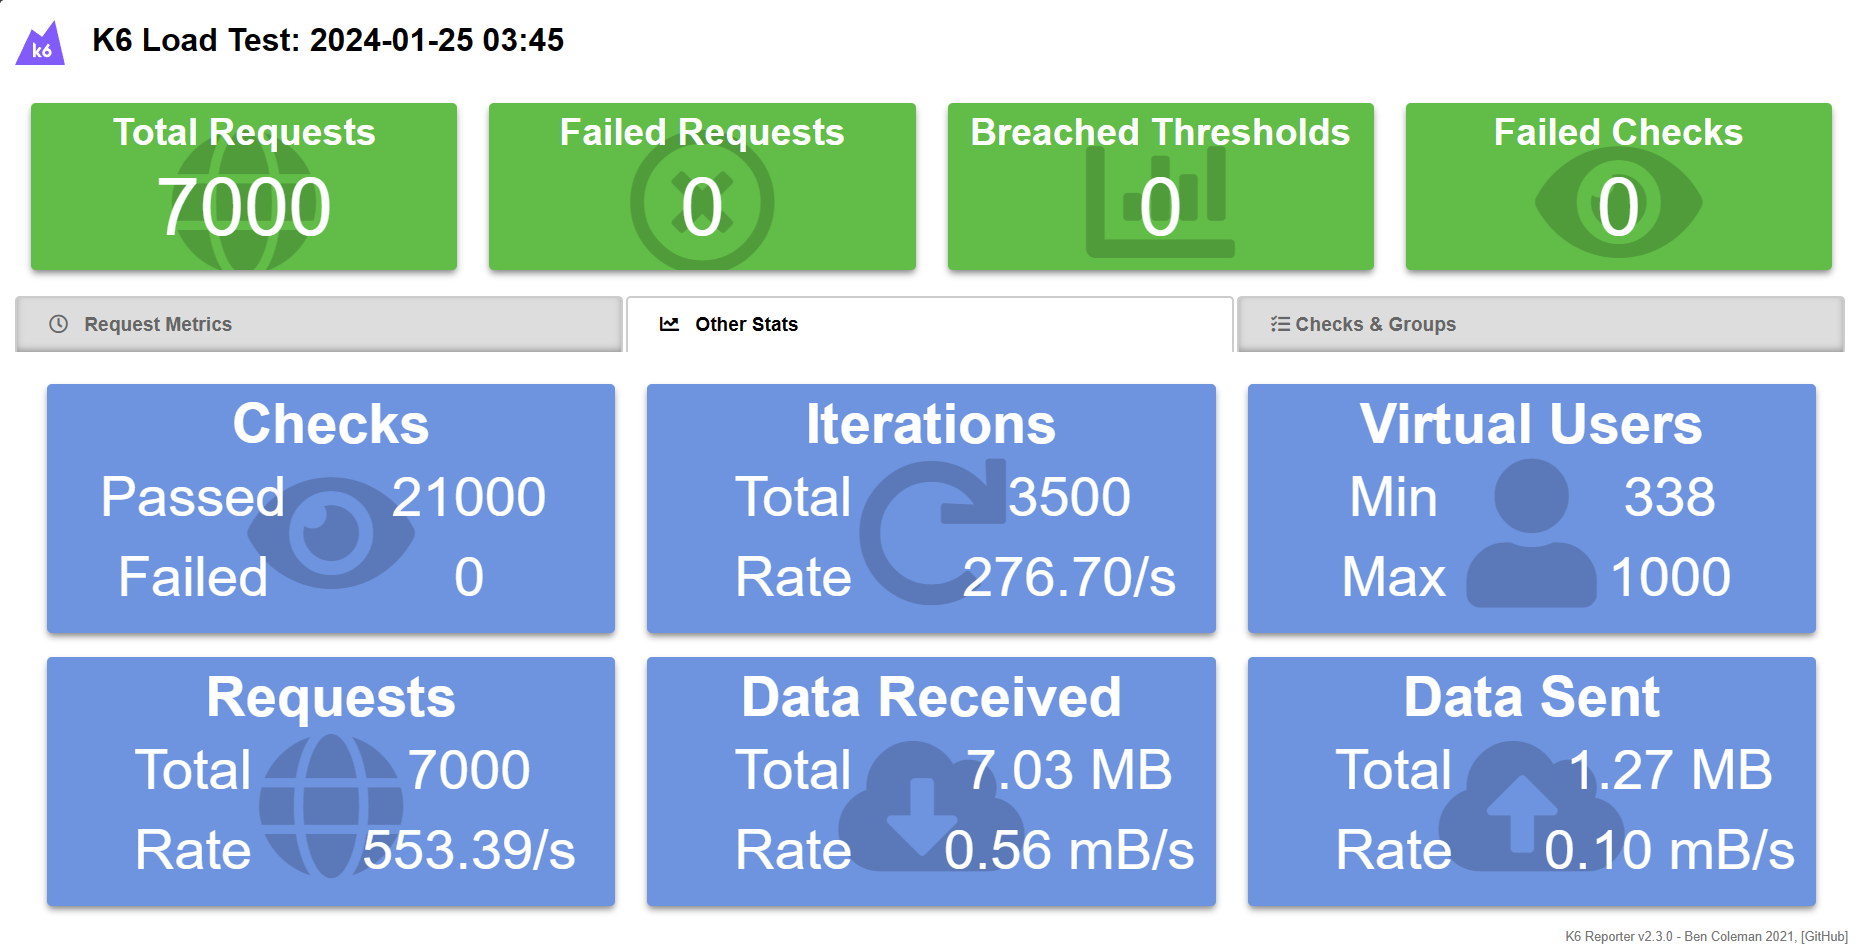 k6
K6 Load Test: 2024-01-25 03:45
Total Requests
7000
Failed Requests
0
Breached Thresholds
0
Failed Checks
0
Request Metrics
Other Stats
Checks & Groups
Checks
Passed 21000
Failed 0
Iterations
Total 3500
Rate 276.70/s
Virtual Users
Min 338
Max 1000
Requests
Total 7000
Rate 553.39/s
Data Received
Total 7.03 MB
Rate 0.56 mB/s
Data Sent
Total 1.27 MB
Rate 0.10 mB/s
K6 Reporter v2.3.0 - Ben Coleman 2021, [GitHub]